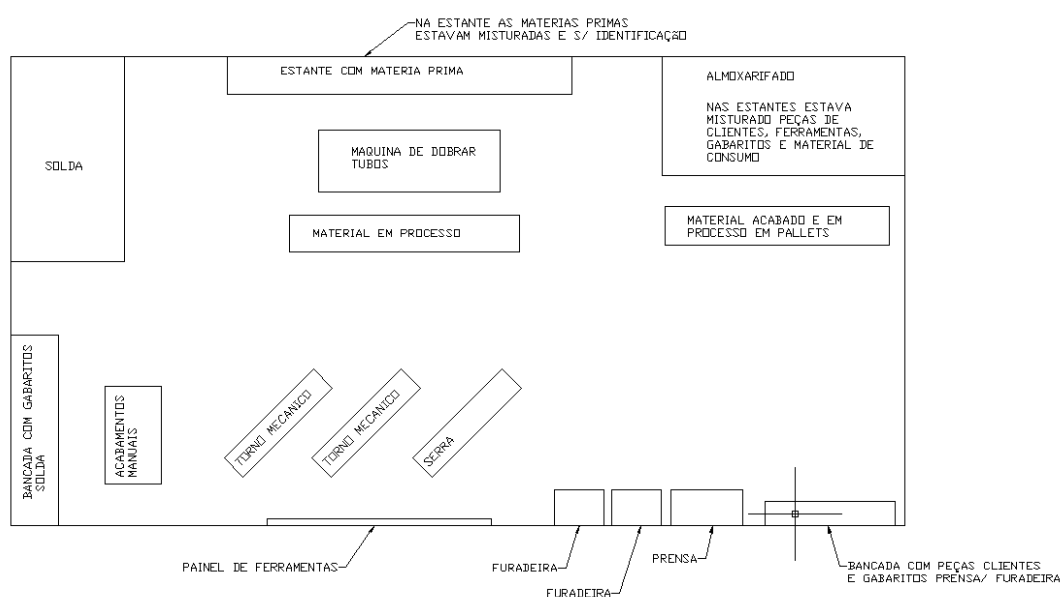 NA ESTANTE AS MATERIAS PRIMAS
ESTAVAM MISTURADAS E S/ IDENTIFICAÇÃO
ESTANTE COM MATERIA PRIMA
ALMOXARIFADO
NAS ESTANTES ESTAVA
MISTURADO PEÇAS DE
CLIENTES, FERRAMENTAS,
GABARITOS E MATERIAL DE
CONSUMO
SOLDA
MAQUINA DE DOBRAR
TUBOS
MATERIAL EM PROCESSO
MATERIAL ACABADO E EM
PROCESSO EM PALLETS
BANCADA COM GABARITOS
SOLDA
ACABAMENTOS
MANUAIS
TORNO MECANICO
TORNO MECANICO
SERRA
PAINEL DE FERRAMENTAS
FURADEIRA
FURADEIRA
PRENSA
BANCADA COM PEÇAS CLIENTES
E GABARITOS PRENSA/ FURADEIRA